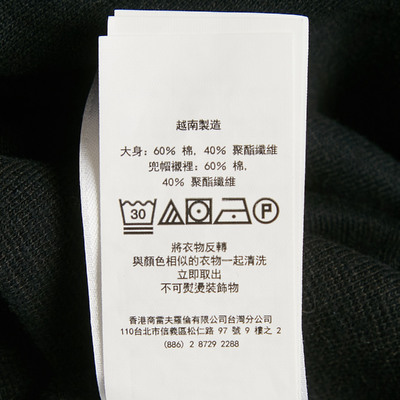 越南製造
大身: 60% 棉, 40% 聚酯纖維
兜帽襯裡: 60% 棉,
40% 聚酯纖維
30 P
將衣物反轉
與顏色相似的衣物一起清洗
立即取出
不可熨燙裝飾物
香港商雷夫羅倫有限公司台灣分公司
110台北市信義區松仁路 97 號 9 樓之 2
(886) 2 8729 2288